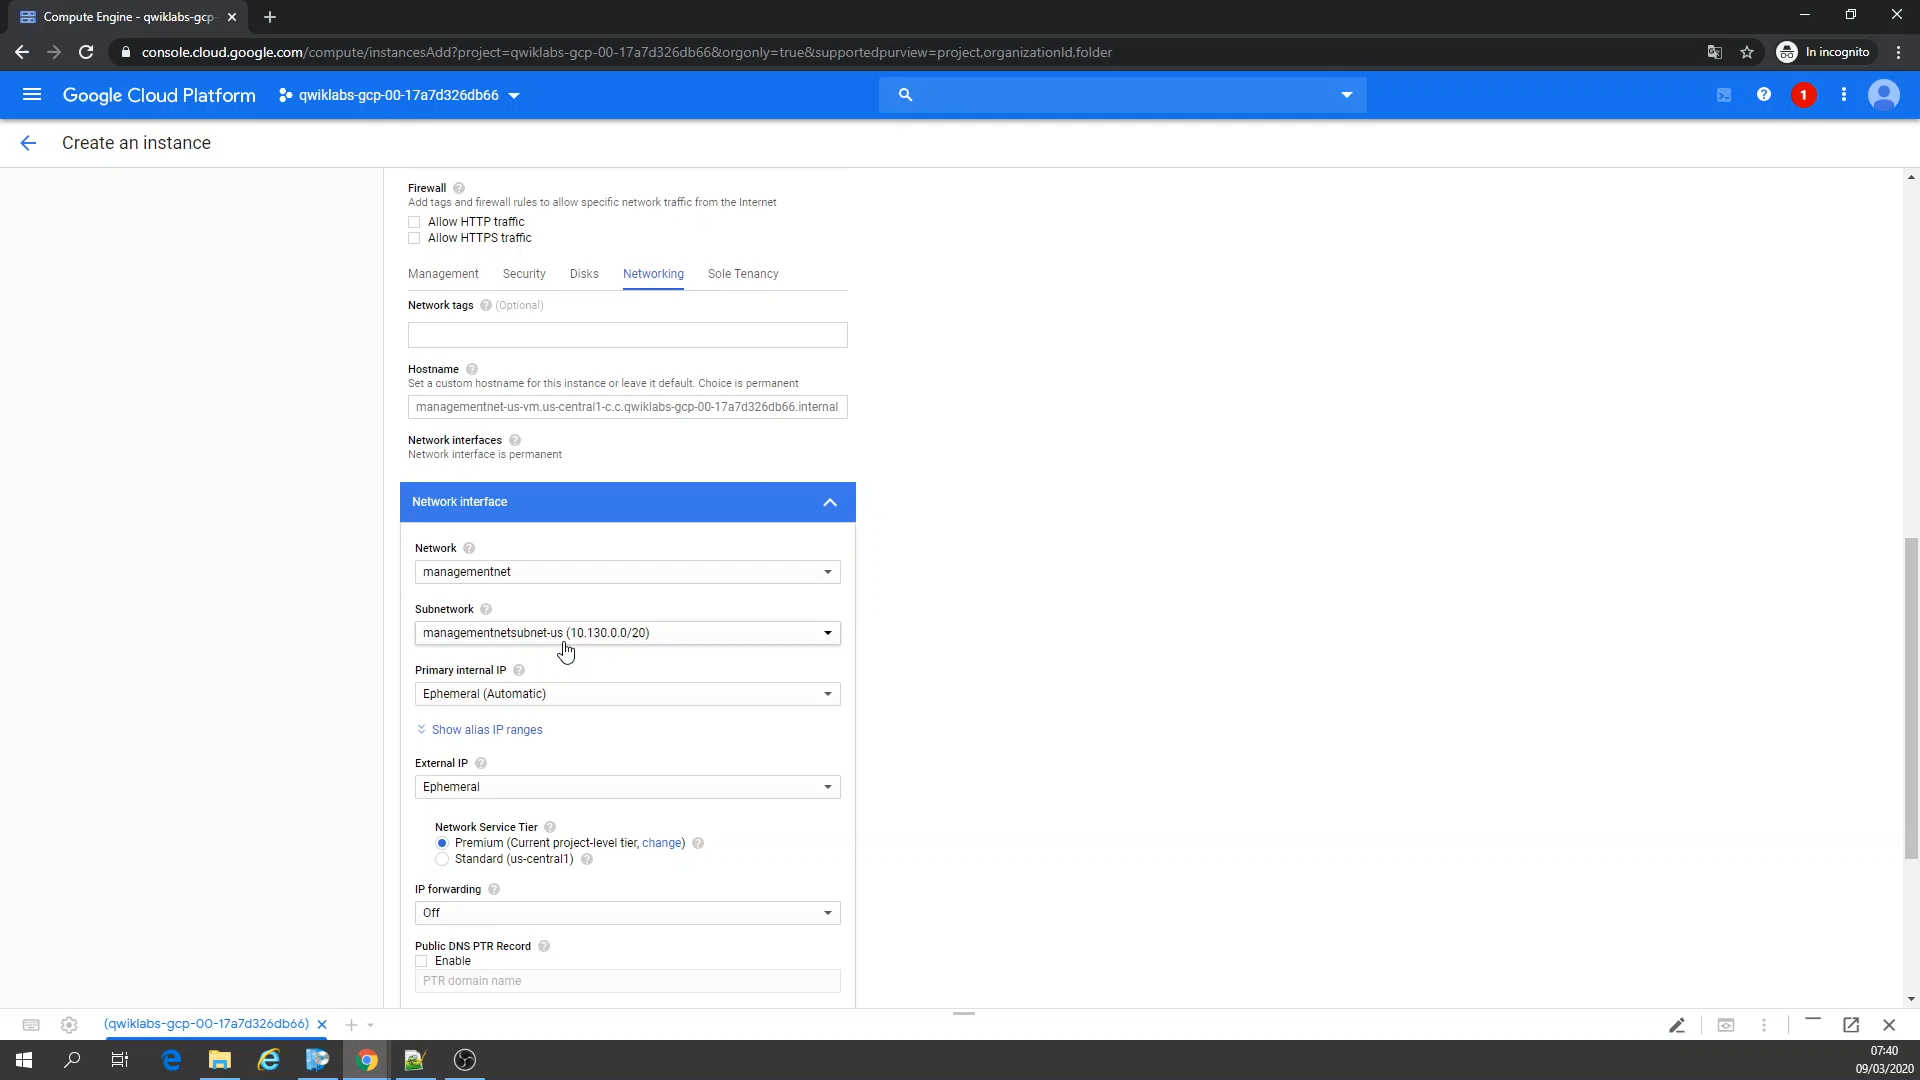 Compute Engine - qwiklabs-gcp-
console.cloud.google.com/compute/instancesAdd?project=qwiklabs-gcp-00-17a7d326db66&orgonly=true&supportedpurview=project,organizationId,folder
In incognito
Google Cloud Platform
qwiklabs-gcp-00-17a7d326db66
1
Create an instance
Firewall
Add tags and firewall rules to allow specific network traffic from the Internet
Allow HTTP traffic
Allow HTTPS traffic
Management Security Disks Networking Sole Tenancy
Network tags (Optional)
Hostname
Set a custom hostname for this instance or leave it default. Choice is permanent
managementnet-us-vm.us-central1-c.c.qwiklabs-gcp-00-17a7d326db66.internal
Network interfaces
Network interface is permanent
Network interface
Network
managementnet
Subnetwork
managementnetsubnet-us (10.130.0.0/20)
Primary internal IP
Ephemeral (Automatic)
Show alias IP ranges
External IP
Ephemeral
Network Service Tier
Premium (Current project-level tier, change)
Standard (us-central1)
IP forwarding
Off
Public DNS PTR Record
Enable
PTR domain name
(qwiklabs-gcp-00-17a7d326db66)
07:40
09/03/2020